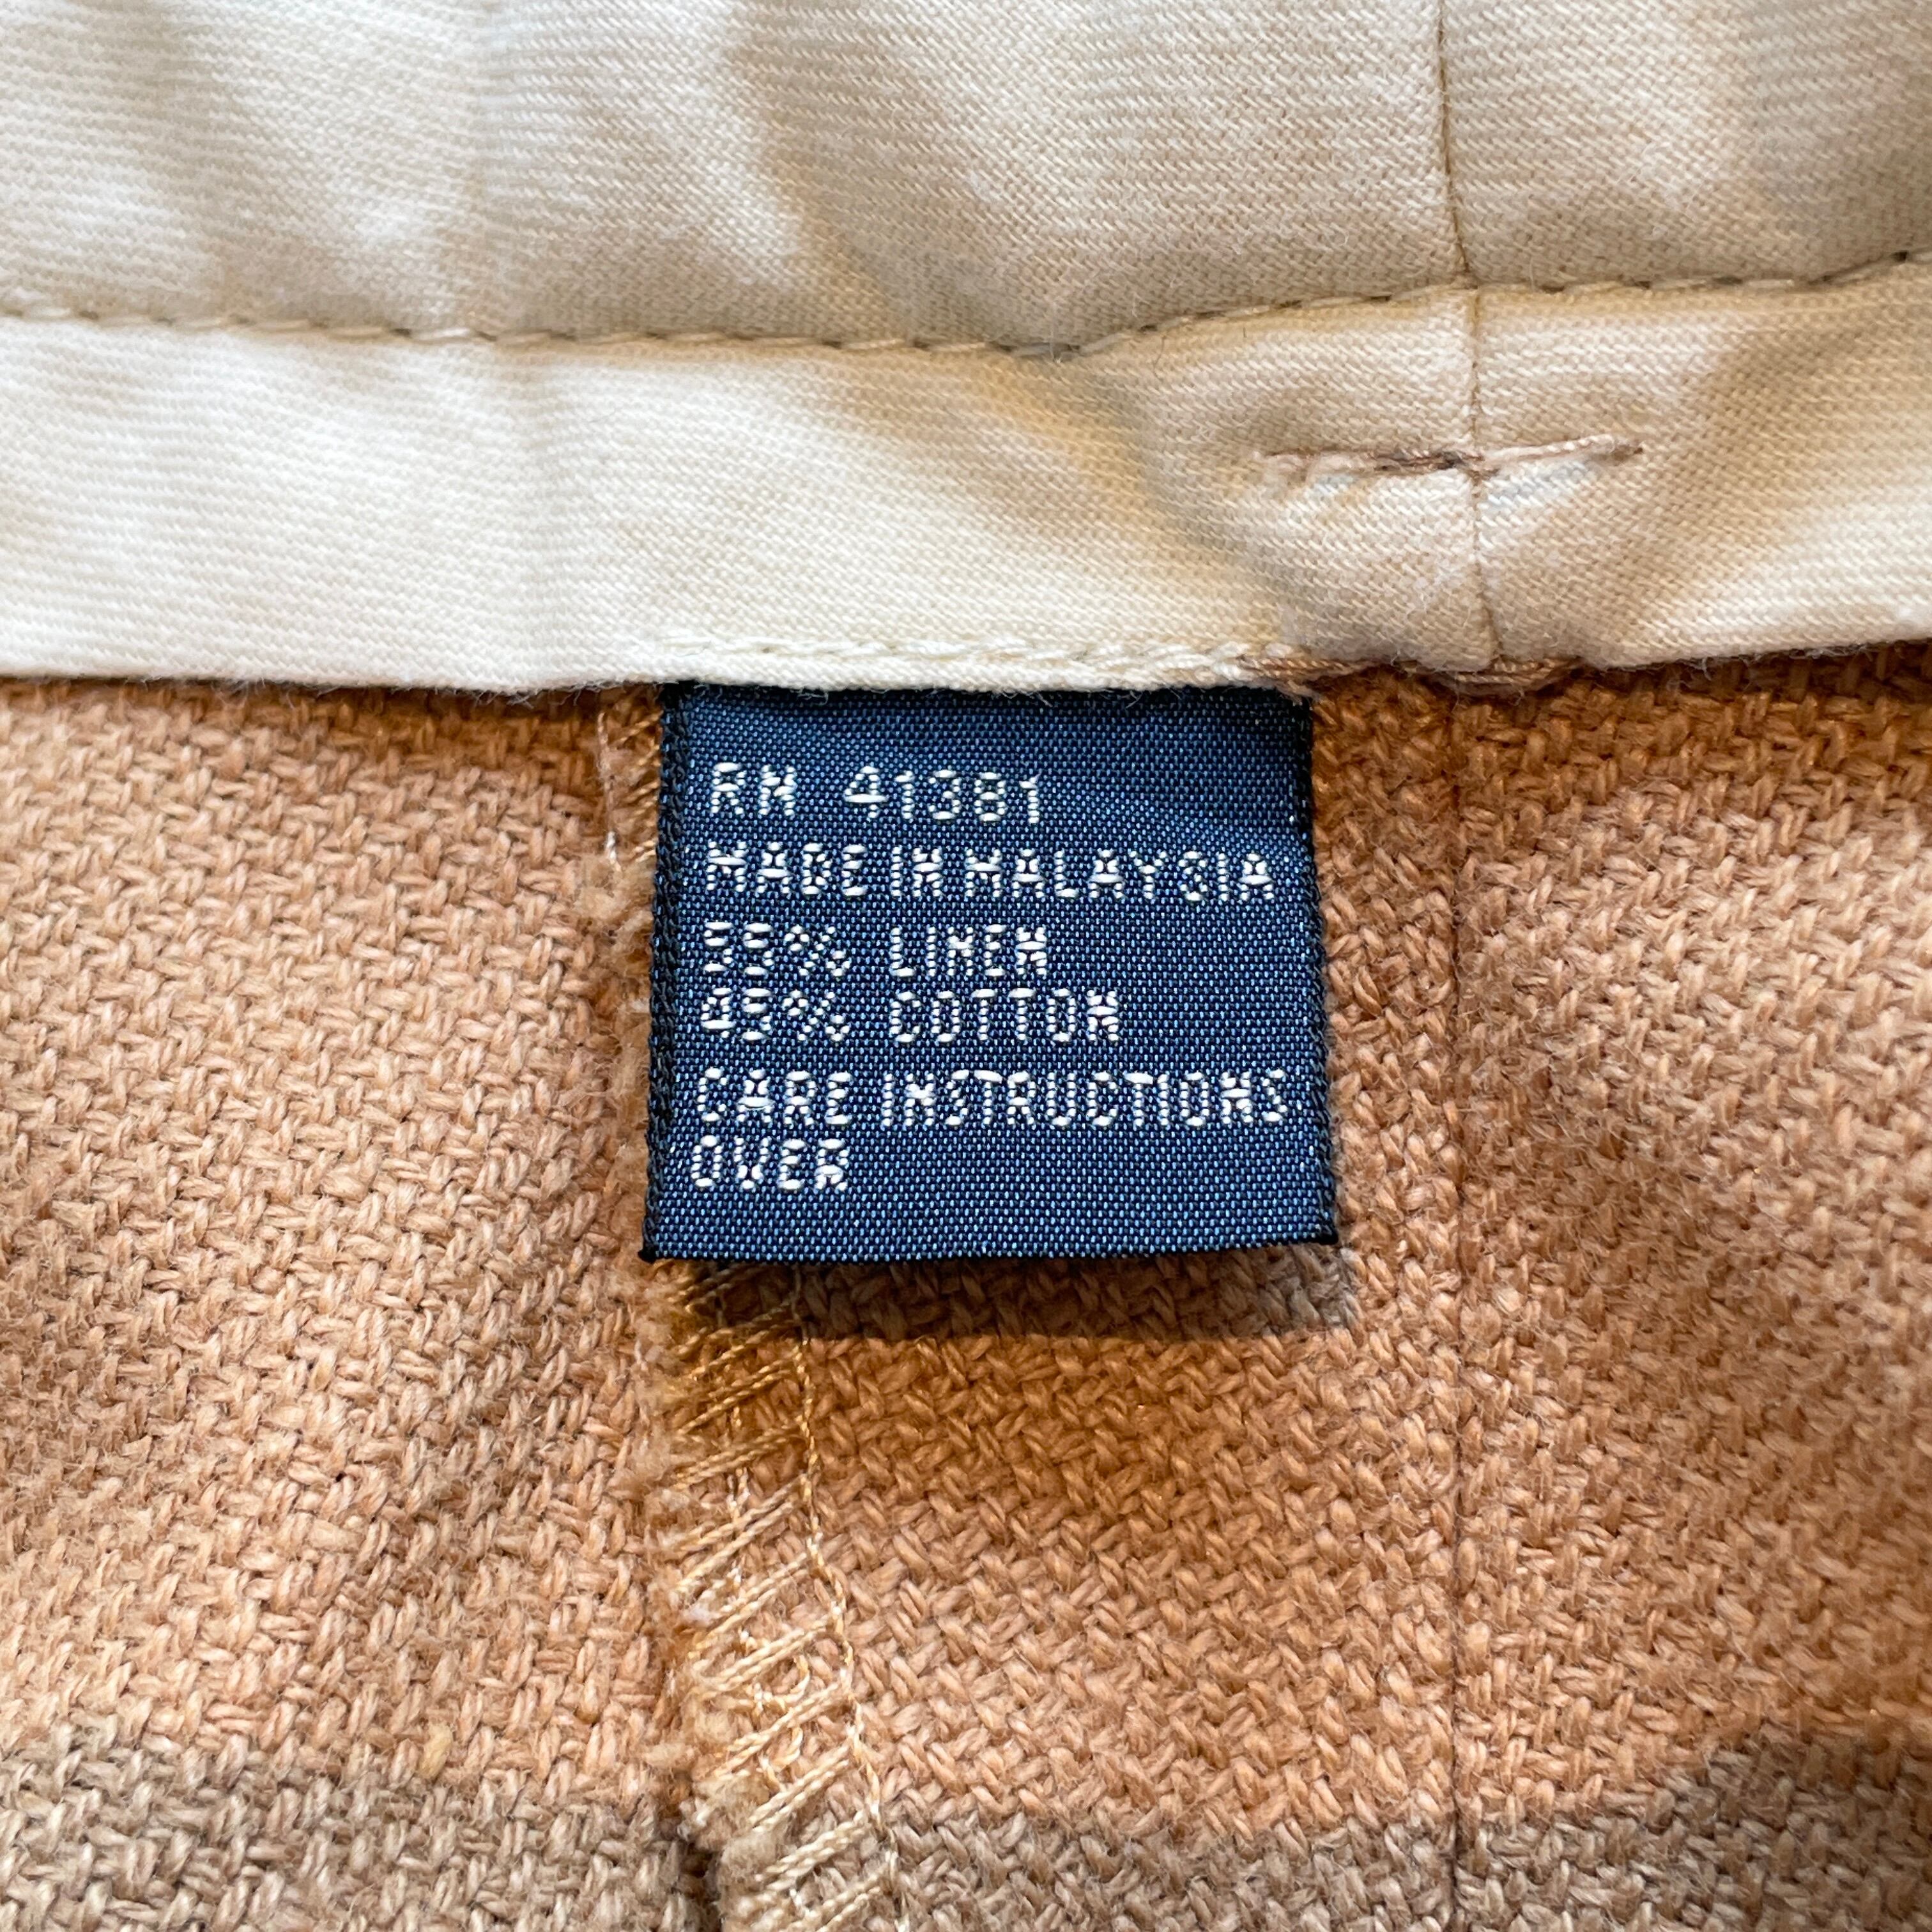 RN 41381
MADE IN MALAYSIA
55% LINEN
45% COTTON
CARE INSTRUCTIONS
OVER